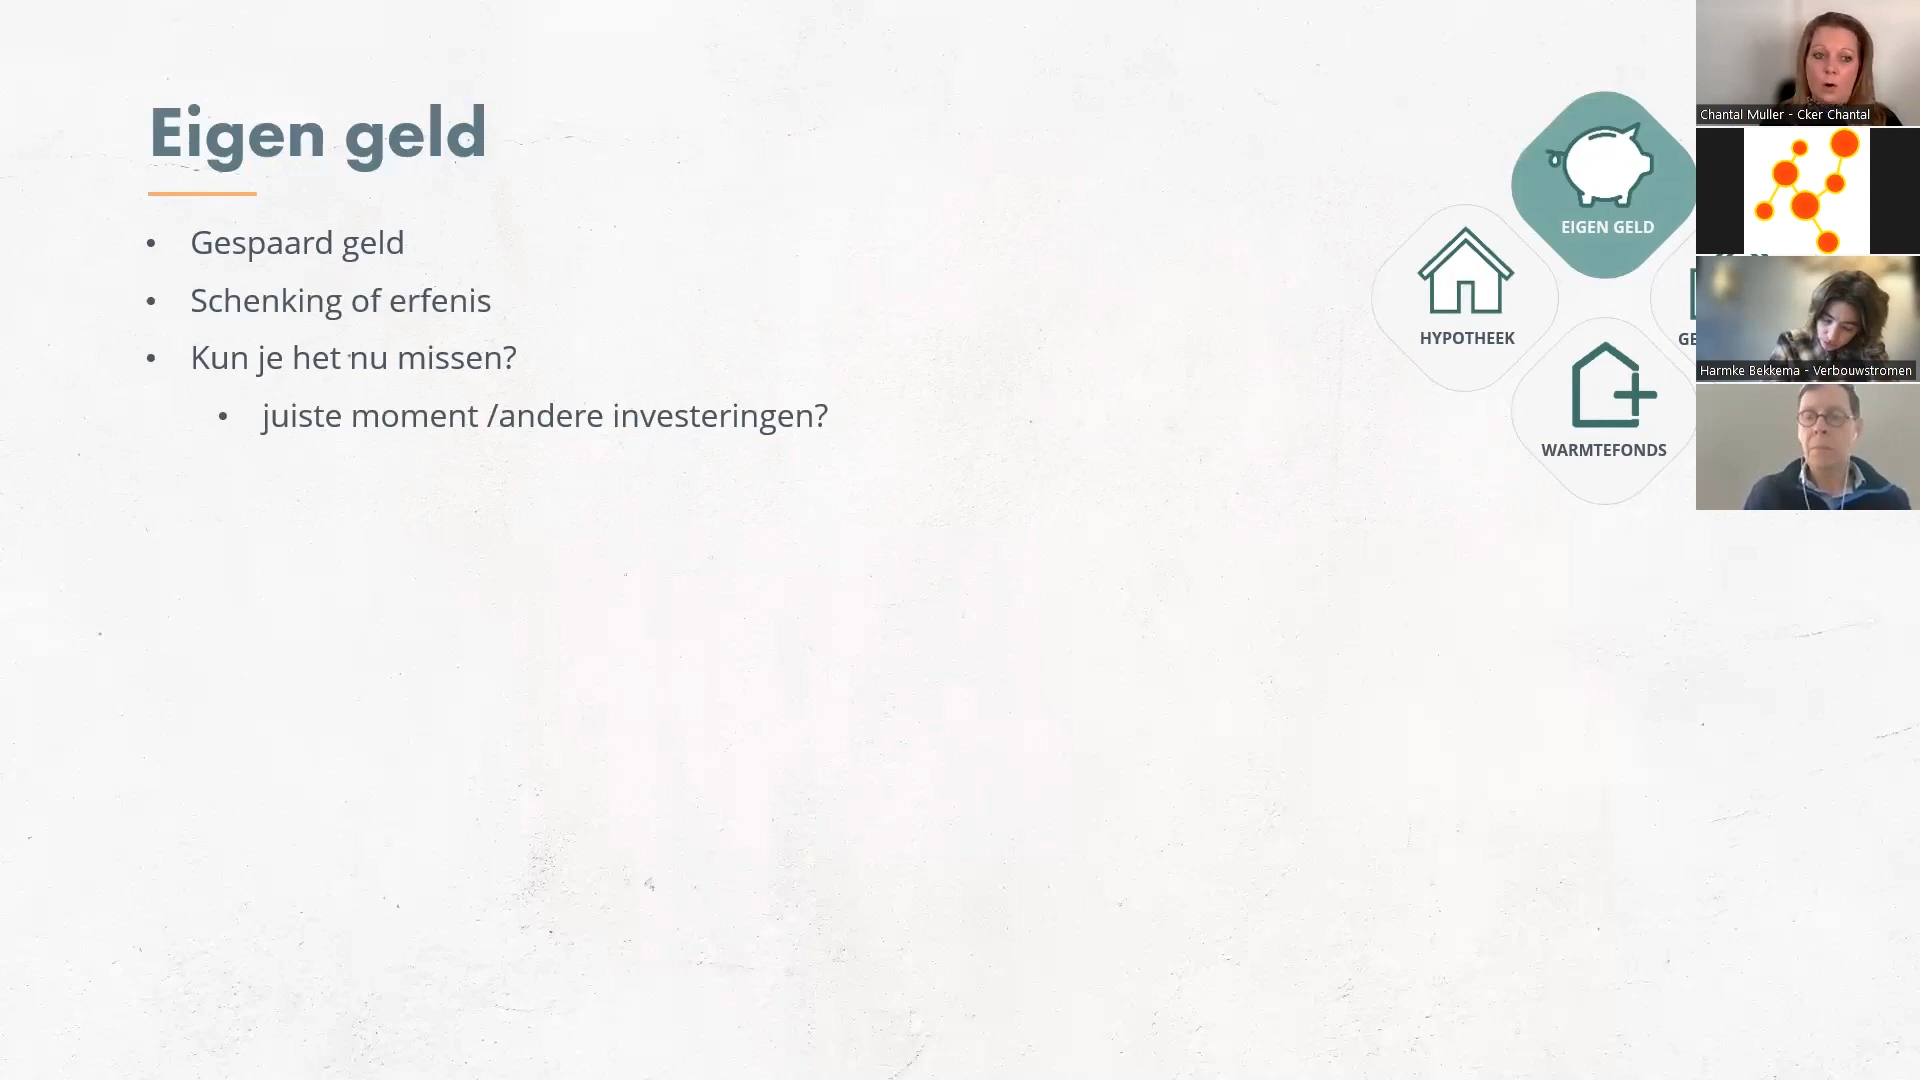 Eigen geld
• Gespaard geld
• Schenking of erfenis
• Kun je het nu missen?
• juiste moment /andere investeringen?
EIGEN GELD
HYPOTHEEK
GE
WARMTEFONDS
Chantal Muller - Cker Chantal
Harmke Bekkema - Verbouwstromen